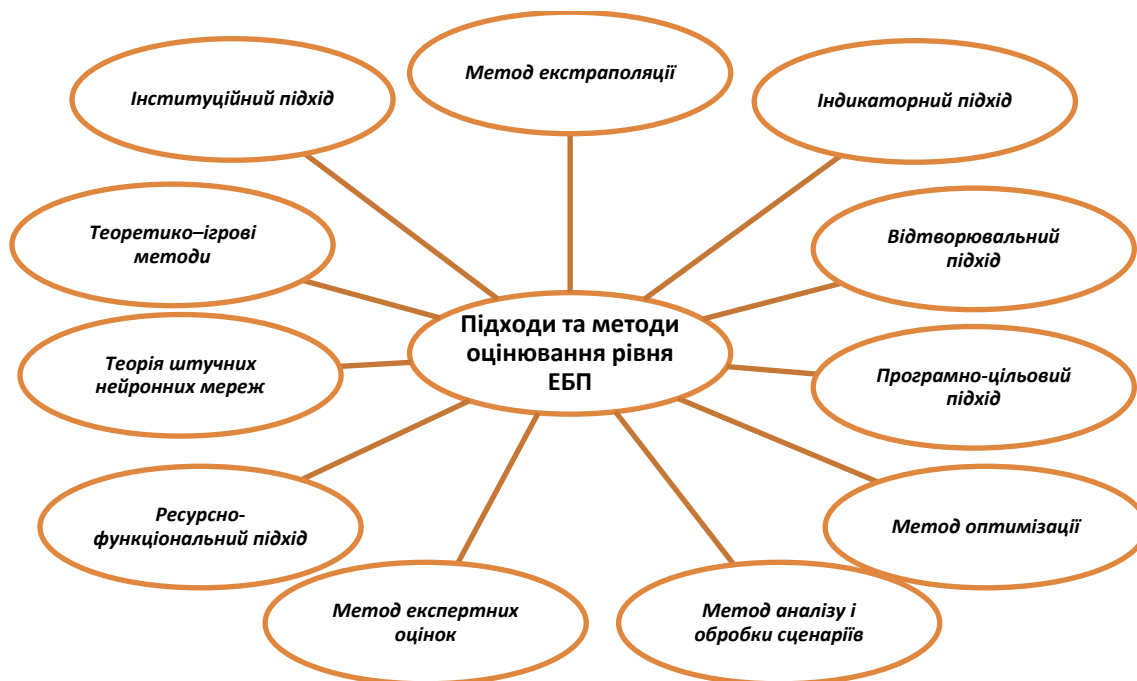 Метод екстраполяції
Інституційний підхід
Індикаторний підхід
Теоретико–ігрові
методи
Відтворювальний
підхід
Підходи та методи
оцінювання рівня
ЕБП
Теорія штучних
нейронних мереж
Програмно-цільовий
підхід
Ресурсно-
функціональний підхід
Метод оптимізації
Метод експертних
оцінок
Метод аналізу і
обробки сценаріїв